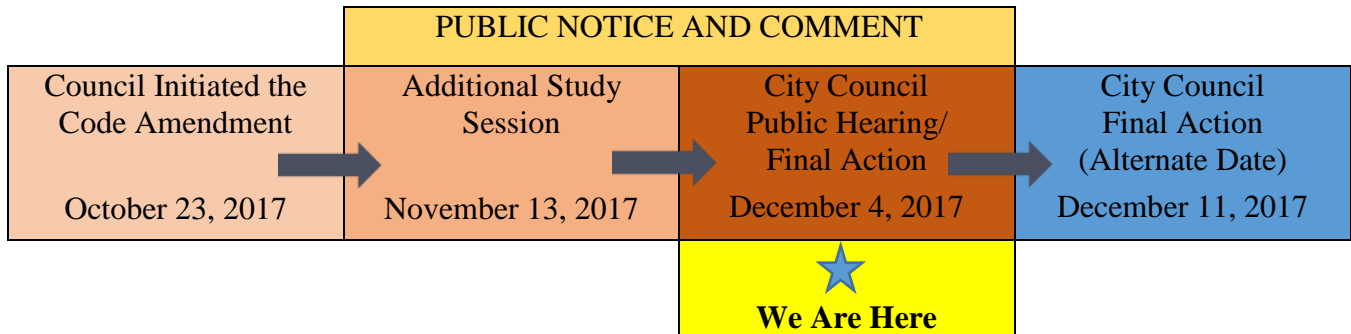 PUBLIC NOTICE AND COMMENT
Council Initiated the
Code Amendment
October 23, 2017
Additional Study
Session
November 13, 2017
City Council
Public Hearing/
Final Action
December 4, 2017
City Council
Final Action
(Alternate Date)
December 11, 2017
We Are Here